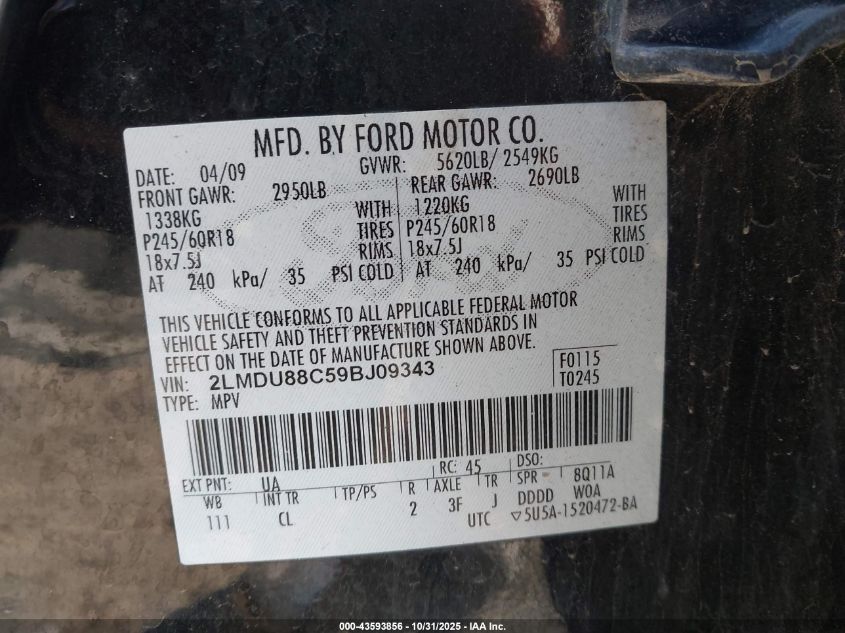 MFD. BY FORD MOTOR CO.
DATE: 04/09 GVWR: 5620LB/ 2549KG
FRONT GAWR: 2950LB REAR GAWR: 2690LB
1338KG WITH 1220KG WITH
P245/60R18 TIRES P245/60R18 TIRES
18x7.5J RIMS 18x7.5J RIMS
AT 240 kPa/ 35 PSI COLD AT 240 kPa/ 35 PSI COLD
THIS VEHICLE CONFORMS TO ALL APPLICABLE FEDERAL MOTOR
VEHICLE SAFETY AND THEFT PREVENTION STANDARDS IN
EFFECT ON THE DATE OF MANUFACTURE SHOWN ABOVE.
VIN: 2LMDU88C59BJ09343 F0115
TYPE: MPV T0245
EXT PNT: UA RC: 45 DSO:
WB INT TR TP/PS R AXLE TR SPR 8Q11A
111 CL 2 3F J DDDD WOA
UTC ▽5U5A-1520472-BA
000-43593856 - 10/31/2025 - IAA Inc.